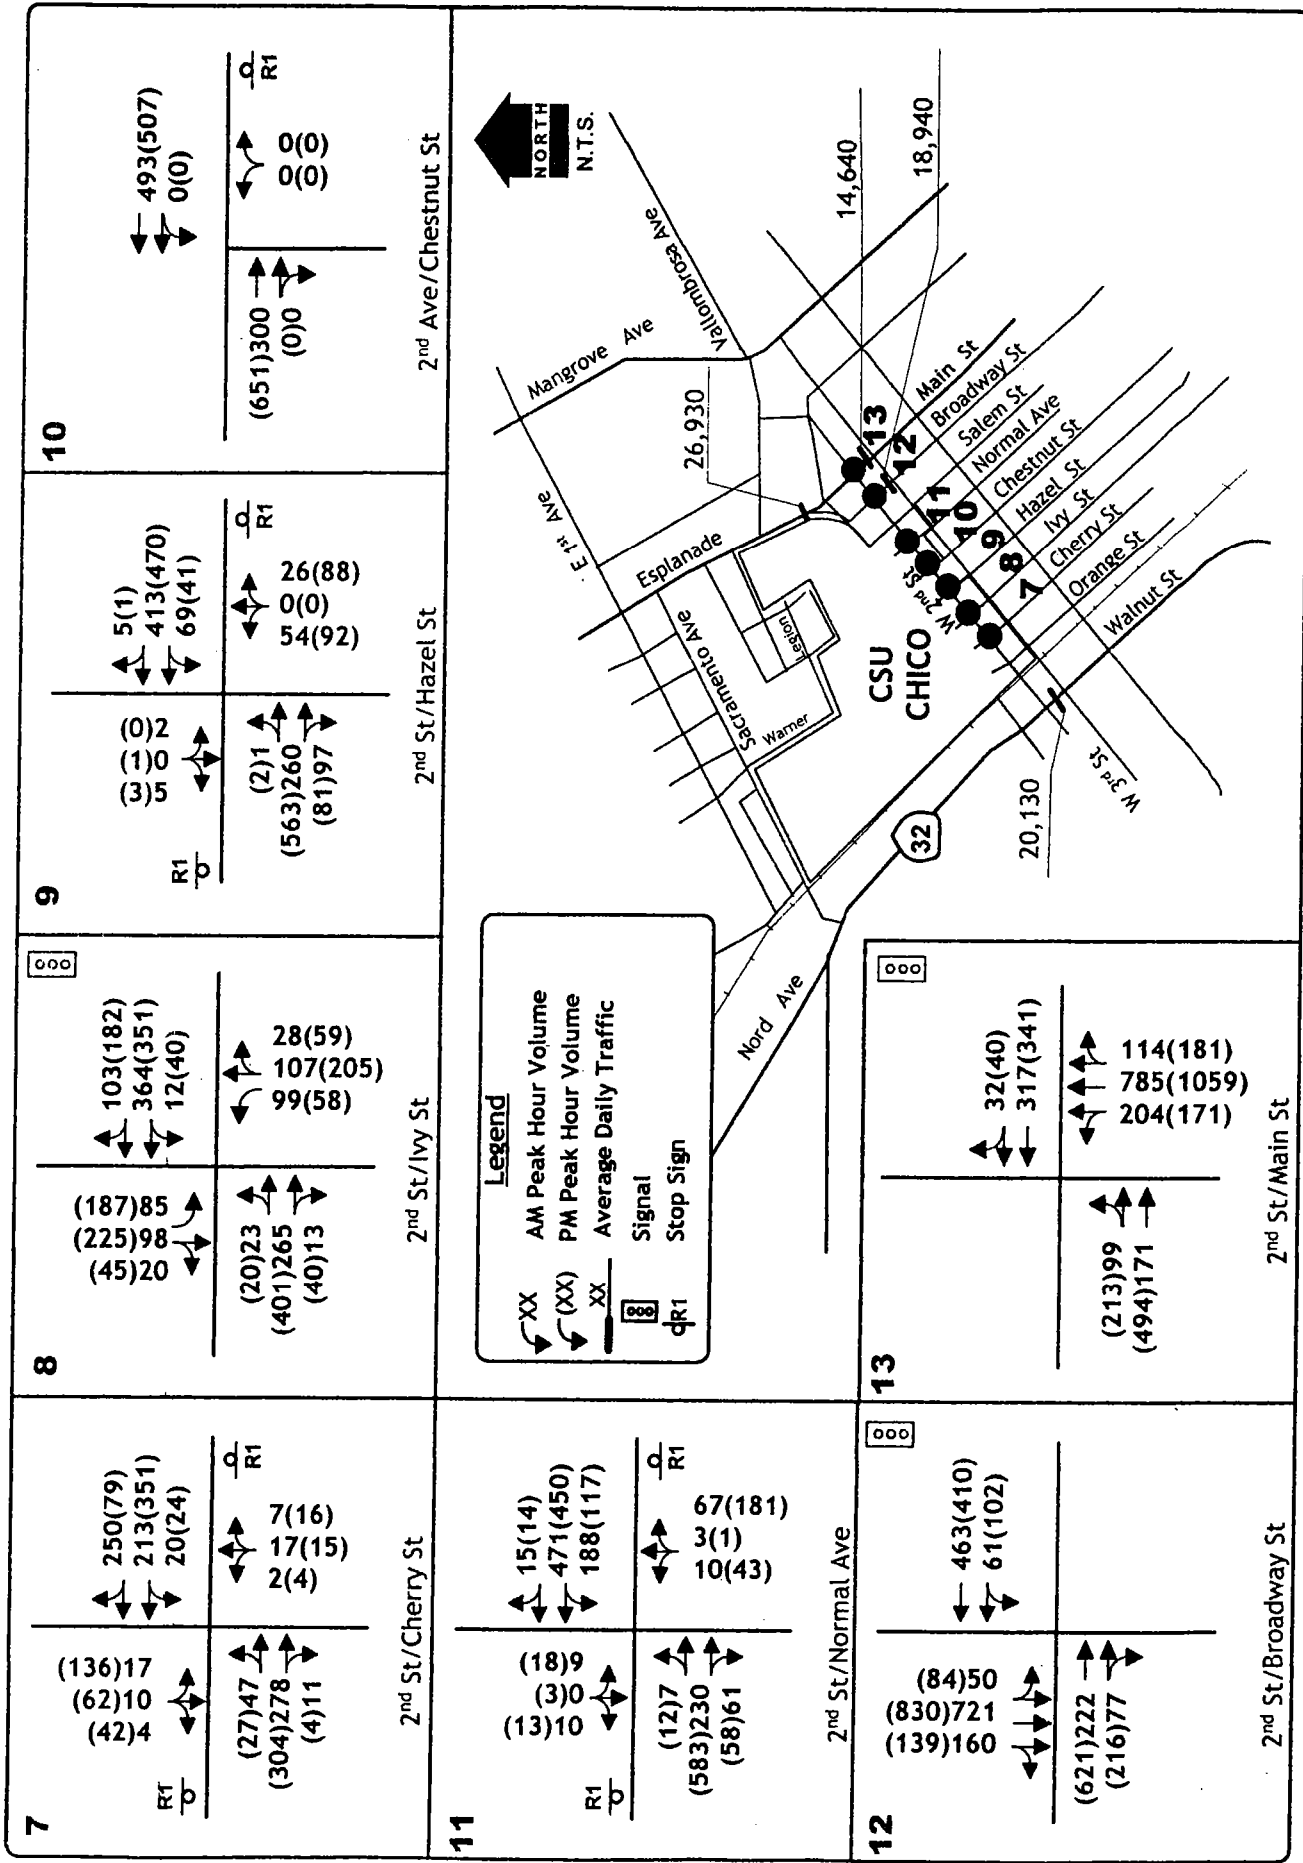 7
(136)17
(62)10
(42)4
R1
250(79)
213(351)
20(24)
(27)47
(304)278
(4)11
7(16)
17(15)
2(4)
R1
2nd St/Cherry St
8
(187)85
(225)98
(45)20
103(182)
364(351)
12(40)
(20)23
(401)265
(40)13
28(59)
107(205)
99(58)
2nd St/Ivy St
9
(0)2
(1)0
(3)5
R1
5(1)
413(470)
69(41)
(2)1
(563)260
(81)97
26(88)
0(0)
54(92)
R1
2nd St/Hazel St
10
493(507)
0(0)
(651)300
(0)0
0(0)
0(0)
R1
2nd Ave/Chestnut St
11
(18)9
(3)0
(13)10
R1
15(14)
471(450)
188(117)
(12)7
(583)230
(58)61
67(181)
3(1)
10(43)
R1
2nd St/Normal Ave
12
(84)50
(830)721
(139)160
463(410)
61(102)
(621)222
(216)77
2nd St/Broadway St
13
32(40)
317(341)
(213)99
(494)171
114(181)
785(1059)
204(171)
2nd St/Main St
Legend
XX AM Peak Hour Volume
(XX) PM Peak Hour Volume
XX Average Daily Traffic
Signal
R1 Stop Sign
NORTH
N.T.S.
E 1st Ave
Mangrove Ave
Vallombrosa Ave
26,930
Esplanade
Sacramento Ave
Legion
Warner
CSU
CHICO
W 2nd St
14,640
18,940
Main St
Broadway St
Salem St
Normal Ave
Chestnut St
Hazel St
Ivy St
Cherry St
Orange St
Walnut St
13
12
11
10
9
8
7
Nord Ave
32
20,130
W 3rd St